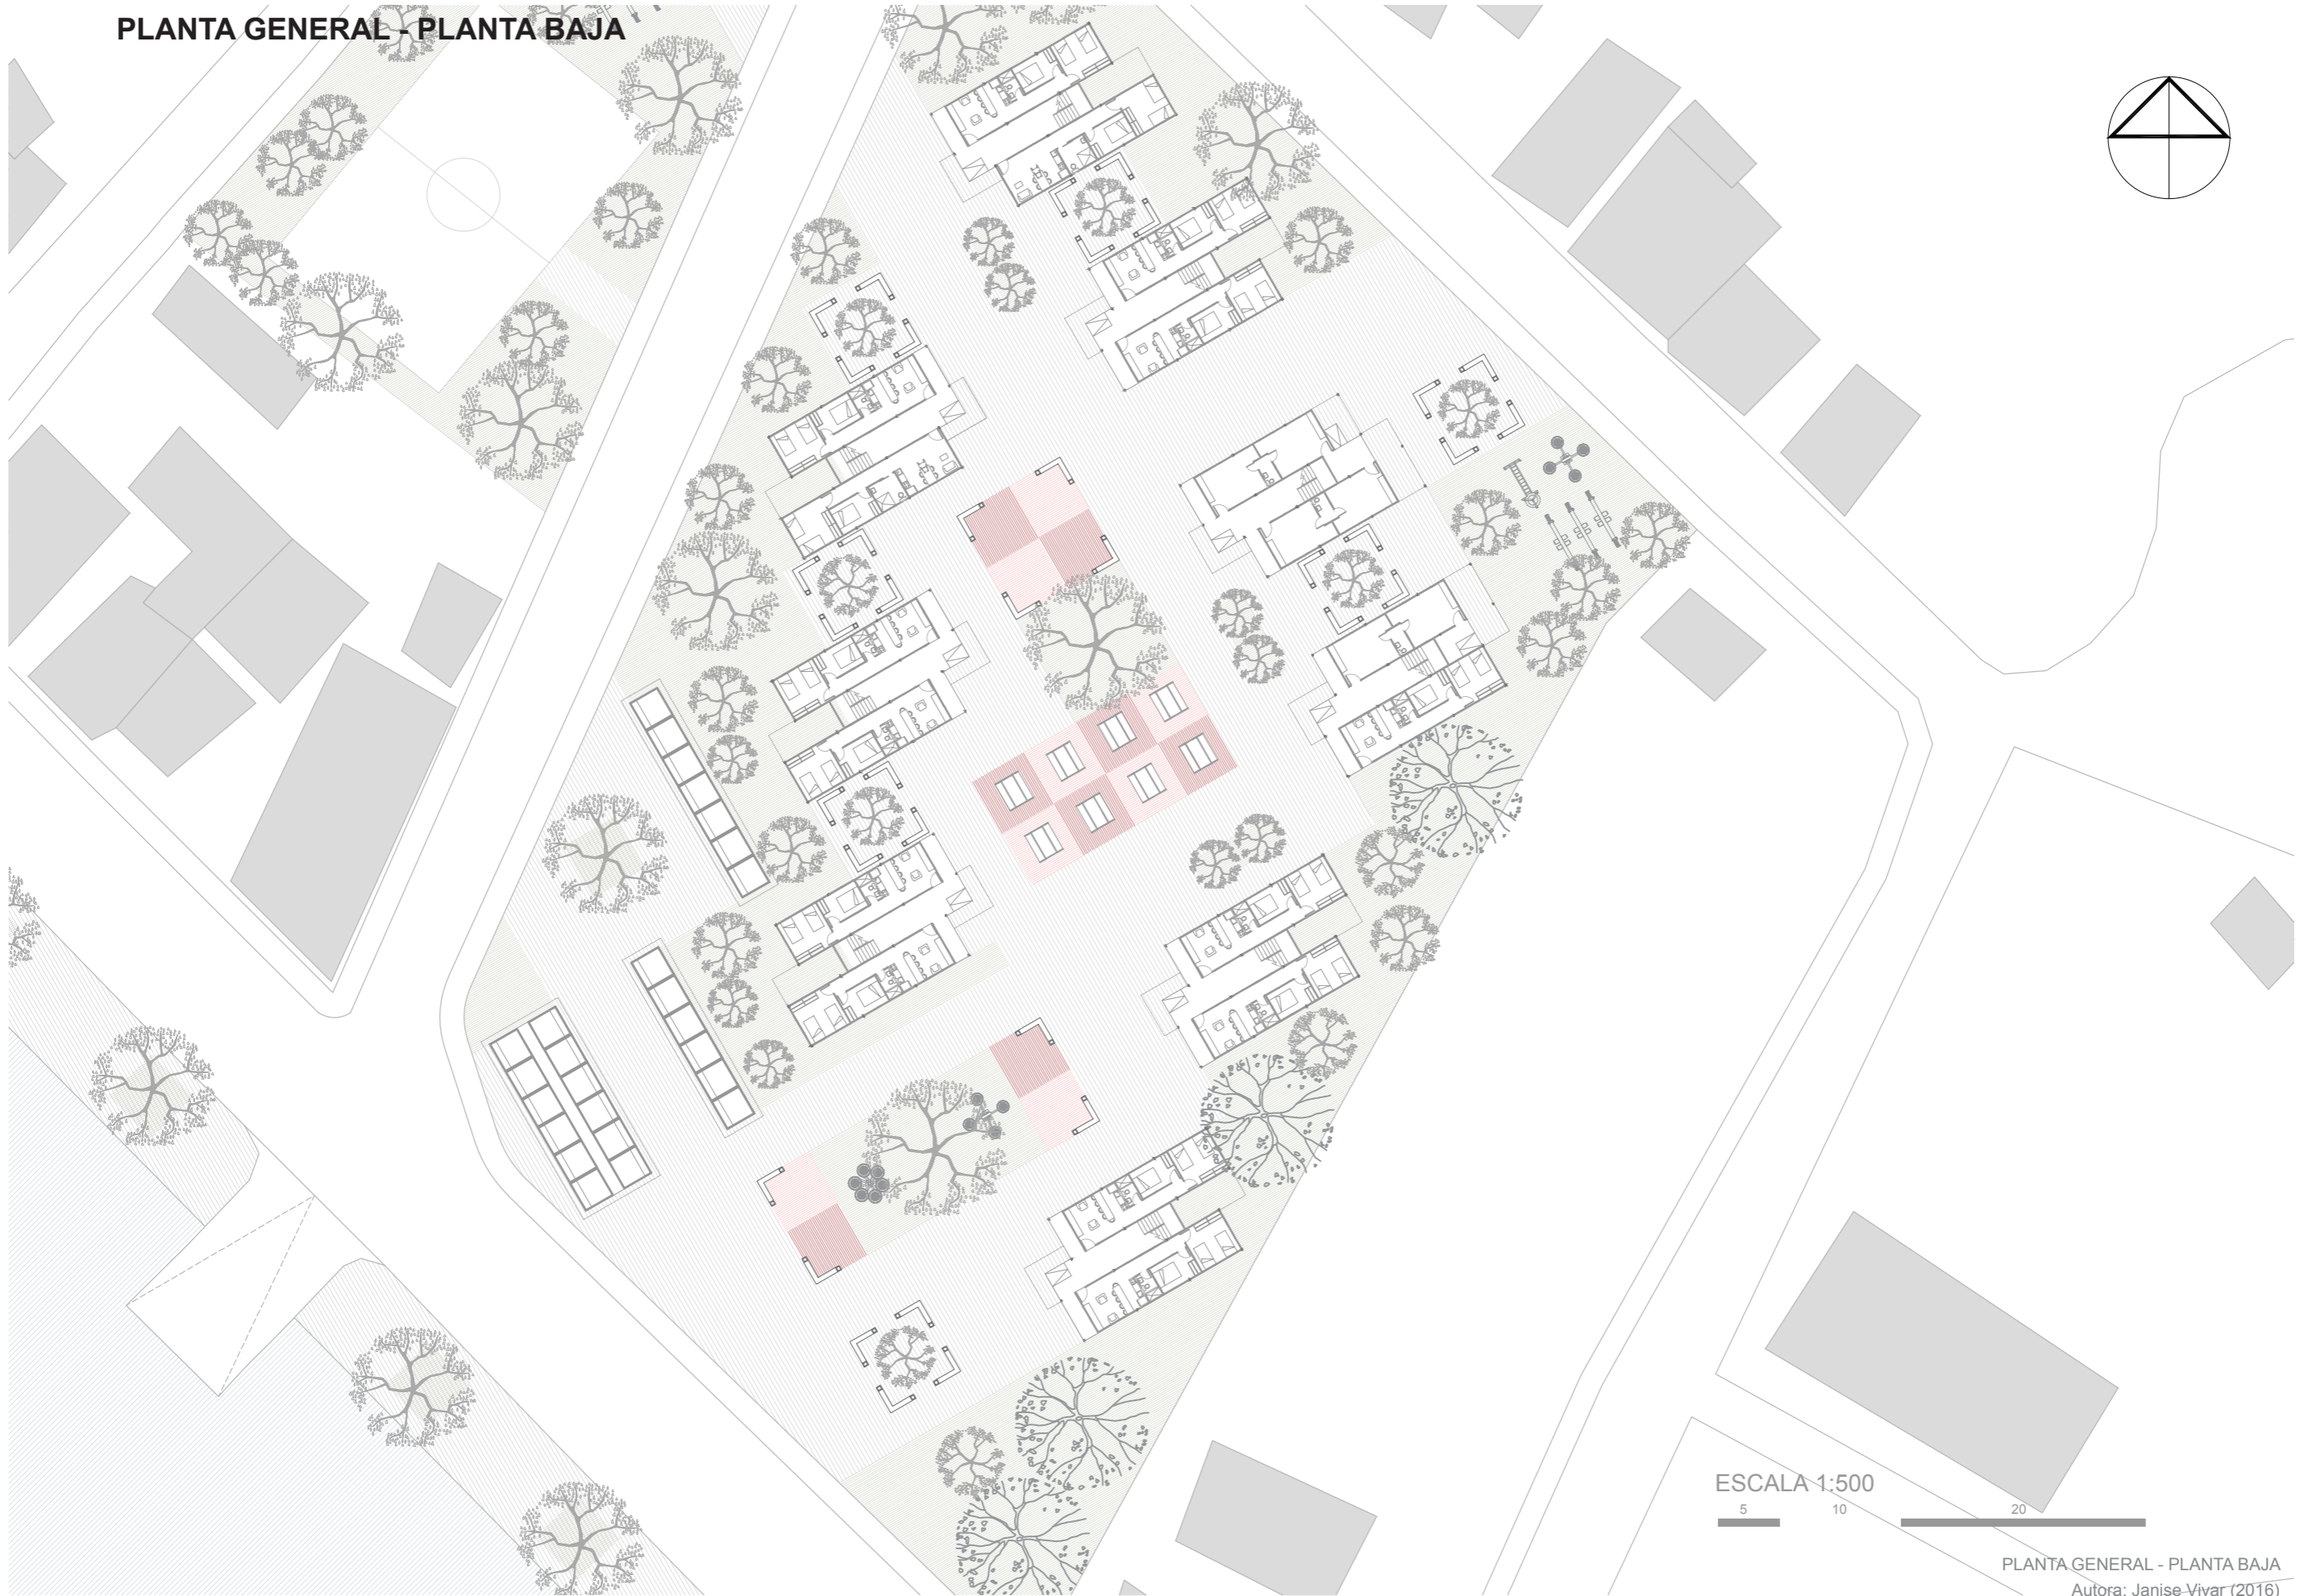 PLANTA GENERAL - PLANTA BAJA
ESCALA 1:500
5 10 20
PLANTA GENERAL - PLANTA BAJA
Autora: Janise Vivar (2016)